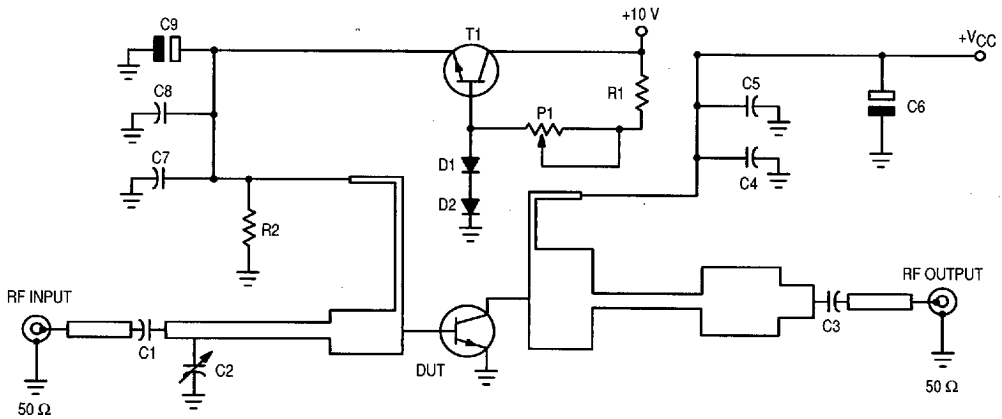 C9
T1
+10 V
+VCC
C8
R1
C5
C6
P1
C7
D1
C4
D2
R2
RF INPUT
RF OUTPUT
C1
C3
C2
DUT
50 Ω
50 Ω